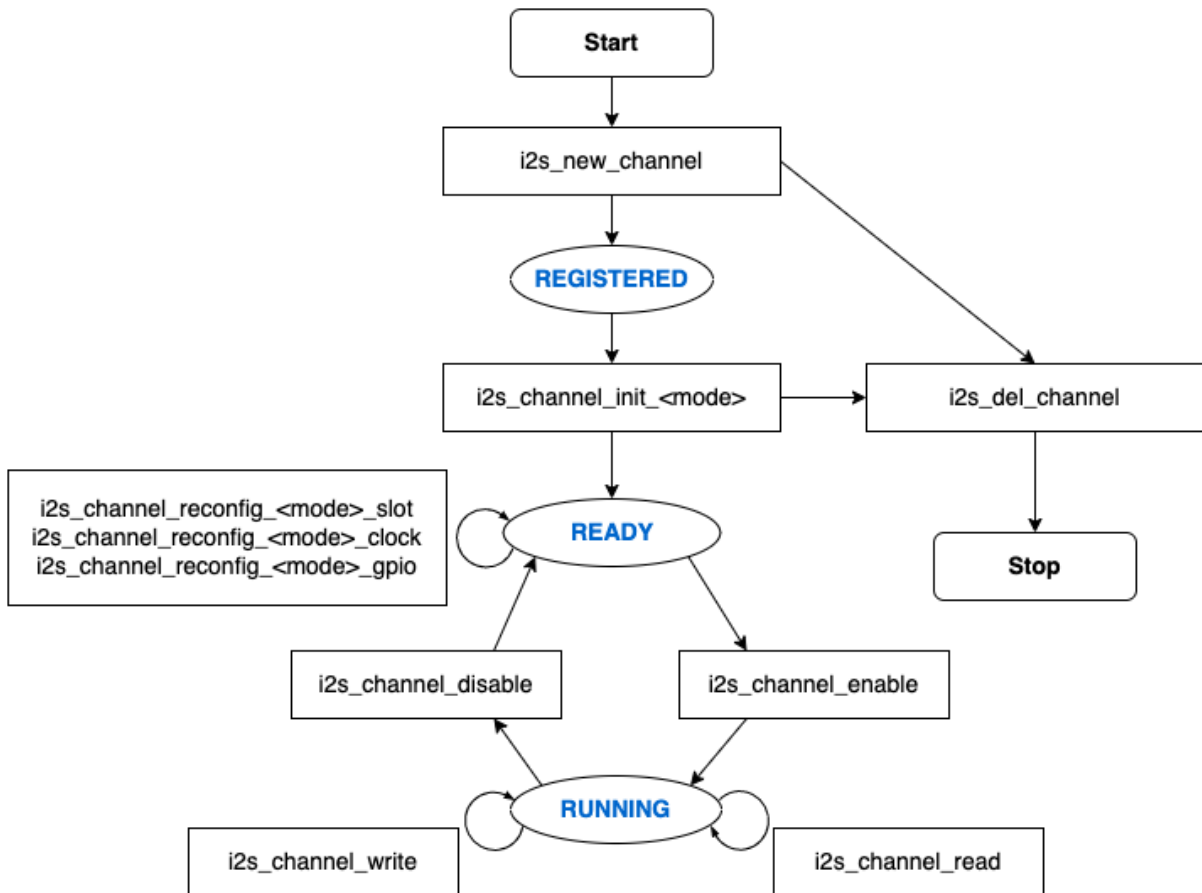 Start
i2s_new_channel
REGISTERED
i2s_channel_init_<mode>
i2s_del_channel
i2s_channel_reconfig_<mode>_slot
i2s_channel_reconfig_<mode>_clock
i2s_channel_reconfig_<mode>_gpio
READY
Stop
i2s_channel_disable
i2s_channel_enable
RUNNING
i2s_channel_write
i2s_channel_read